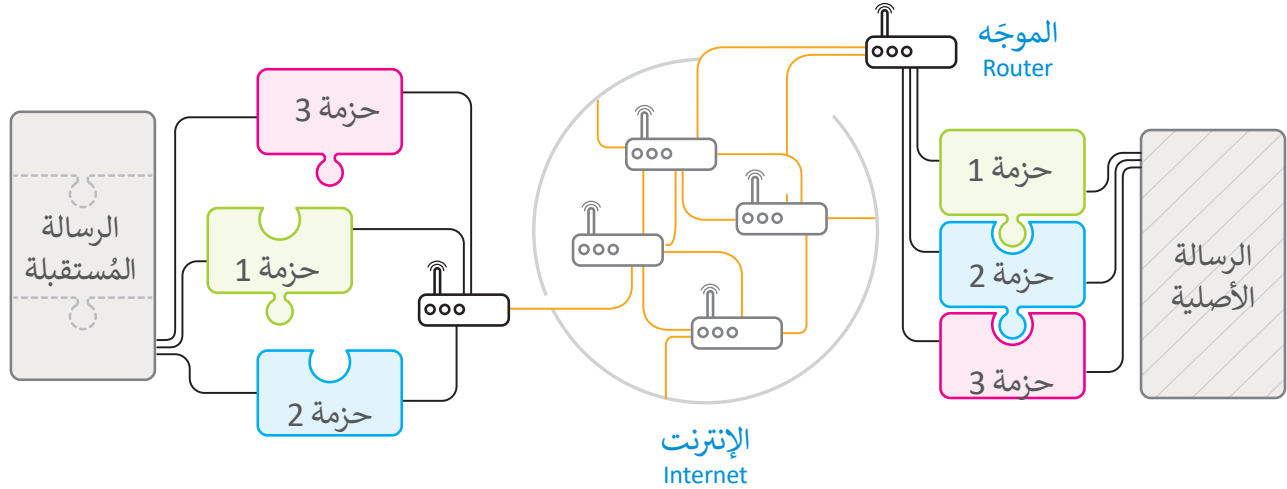 الموجَه
Router
الرسالة
الأصلية
حزمة 1
حزمة 2
حزمة 3
الإنترنت
Internet
حزمة 3
حزمة 1
حزمة 2
الرسالة
المُستقبلة